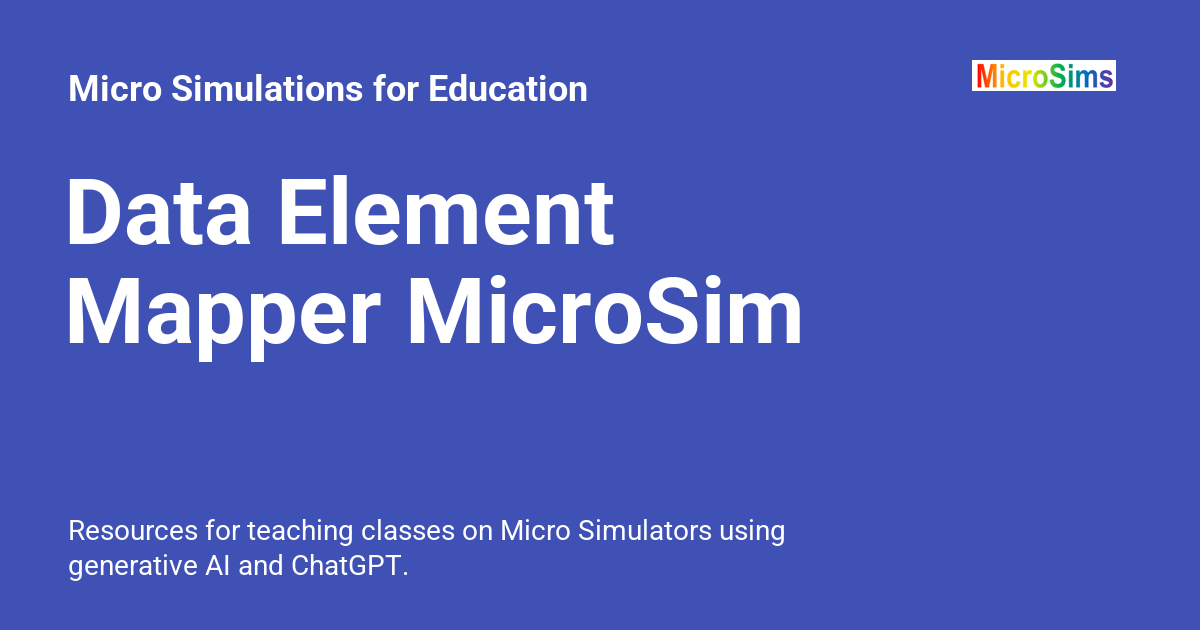 Micro Simulations for Education
MicroSims
Data Element
Mapper MicroSim
Resources for teaching classes on Micro Simulators using
generative AI and ChatGPT.